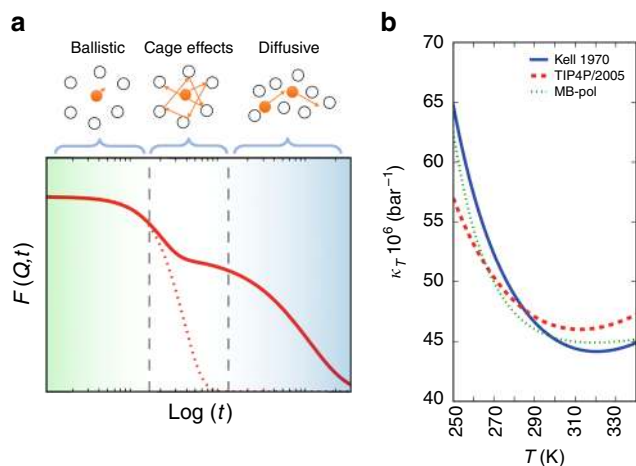 a
Ballistic Cage effects Diffusive
F (Q,t)
Log (t)
b
70
65
60
55
50
45
40
κT 10⁶ (bar⁻¹)
Kell 1970
TIP4P/2005
MB-pol
250 270 290 310 330
T (K)